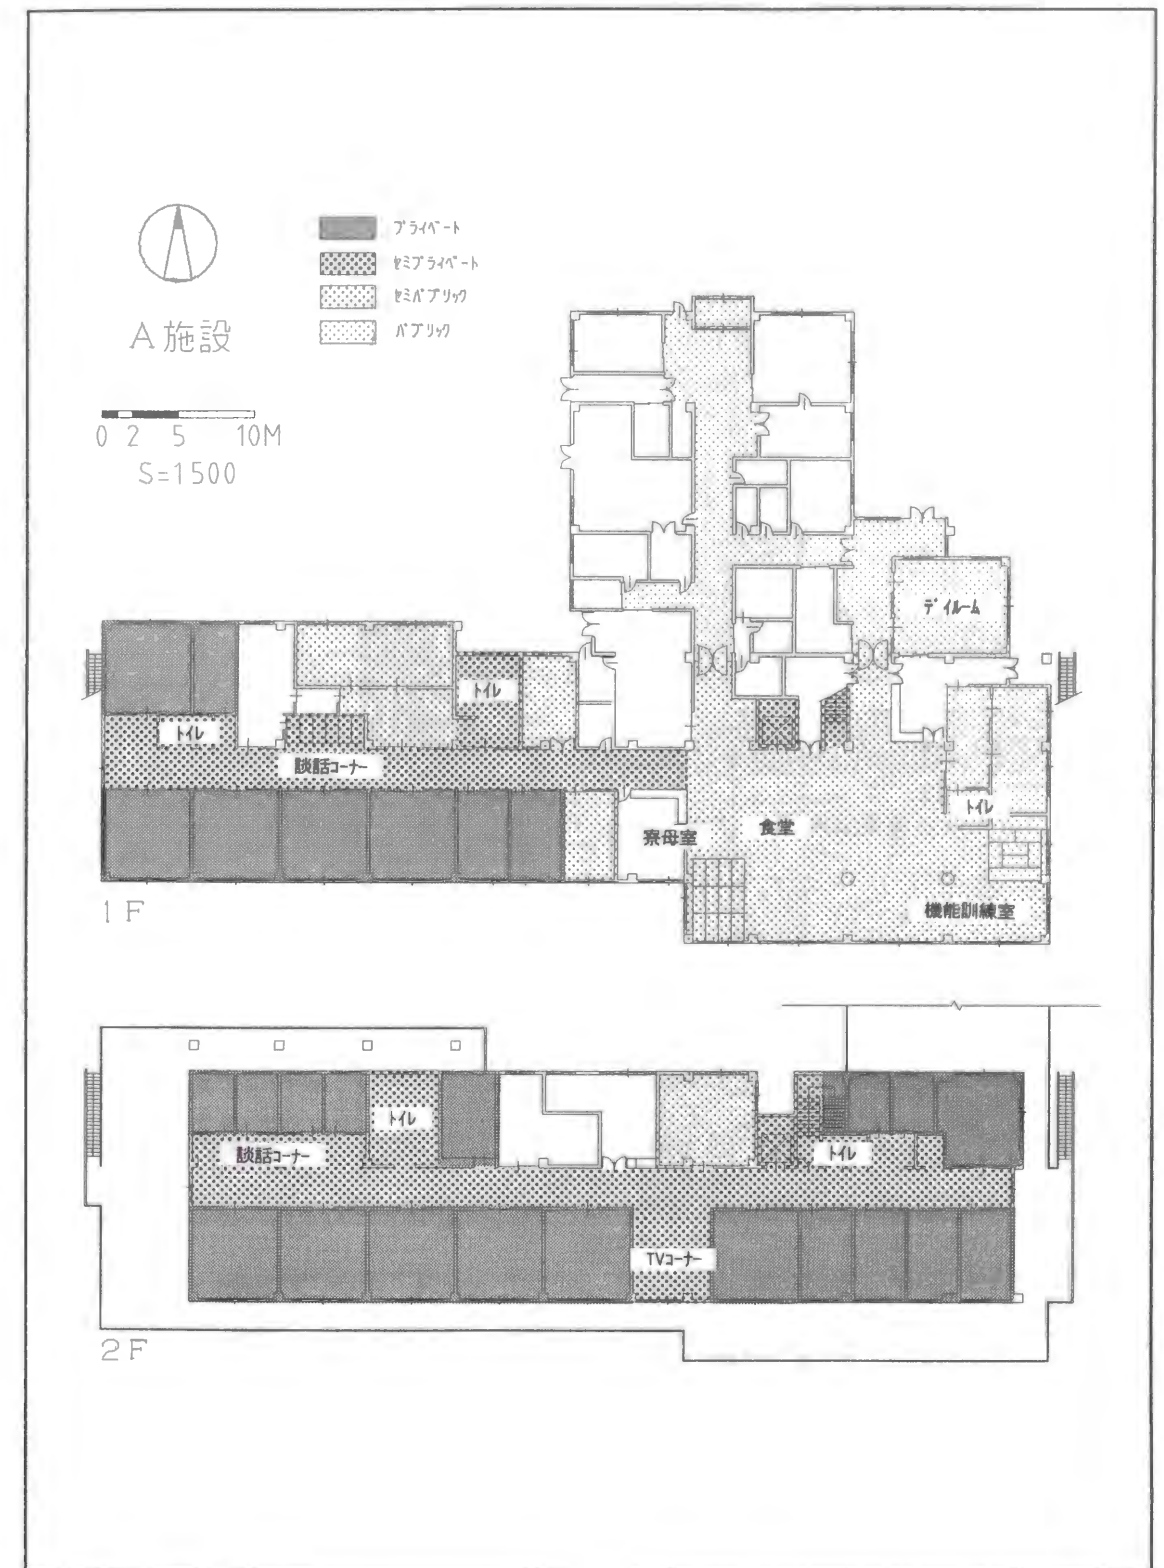 プライベート
セミプライベート
セミパブリック
パブリック
A施設
0 2 5 10M
S=1500
デイルーム
トイレ
トイレ
談話コーナー
トイレ
寮母室
食堂
機能訓練室
1F
トイレ
談話コーナー
トイレ
TVコーナー
2F